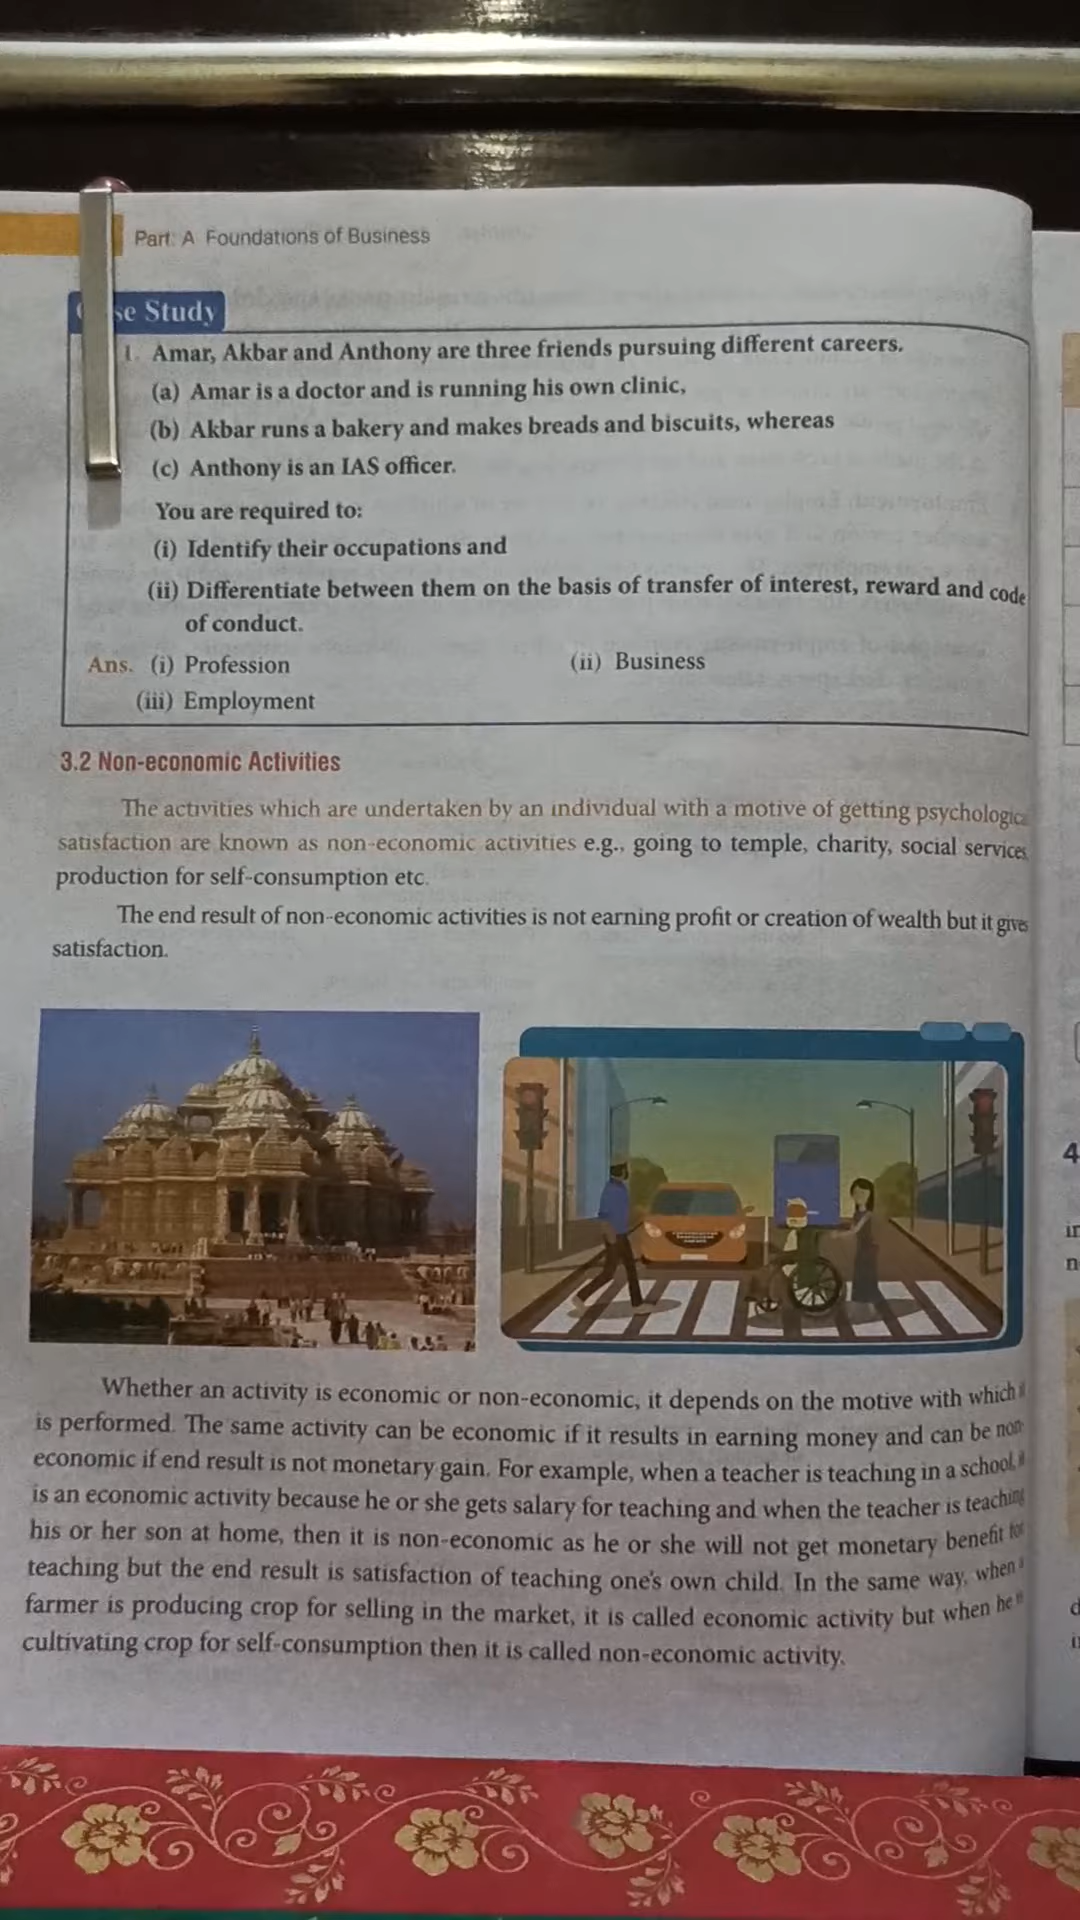 Part: A Foundations of Business
se Study
1. Amar, Akbar and Anthony are three friends pursuing different careers.
(a) Amar is a doctor and is running his own clinic,
(b) Akbar runs a bakery and makes breads and biscuits, whereas
(c) Anthony is an IAS officer.
You are required to:
(i) Identify their occupations and
(ii) Differentiate between them on the basis of transfer of interest, reward and code
of conduct.
Ans. (i) Profession (ii) Business
(iii) Employment
3.2 Non-economic Activities
The activities which are undertaken by an individual with a motive of getting psychologica
satisfaction are known as non-economic activities e.g., going to temple, charity, social services,
production for self-consumption etc.
The end result of non-economic activities is not earning profit or creation of wealth but it gives
satisfaction.
Whether an activity is economic or non-economic, it depends on the motive with which
is performed. The same activity can be economic if it results in earning money and can be non
economic if end result is not monetary gain. For example, when a teacher is teaching in a school,
is an economic activity because he or she gets salary for teaching and when the teacher is teaching
his or her son at home, then it is non-economic as he or she will not get monetary benefit for
teaching but the end result is satisfaction of teaching one's own child. In the same way, when a
farmer is producing crop for selling in the market, it is called economic activity but when he
cultivating crop for self-consumption then it is called non-economic activity.
4